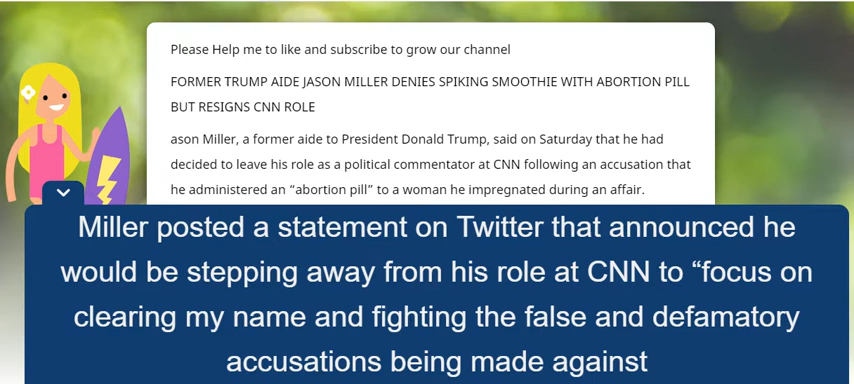 Please Help me to like and subscribe to grow our channel
FORMER TRUMP AIDE JASON MILLER DENIES SPIKING SMOOTHIE WITH ABORTION PILL
BUT RESIGNS CNN ROLE
ason Miller, a former aide to President Donald Trump, said on Saturday that he had
decided to leave his role as a political commentator at CNN following an accusation that
he administered an “abortion pill” to a woman he impregnated during an affair.
Miller posted a statement on Twitter that announced he
would be stepping away from his role at CNN to “focus on
clearing my name and fighting the false and defamatory
accusations being made against